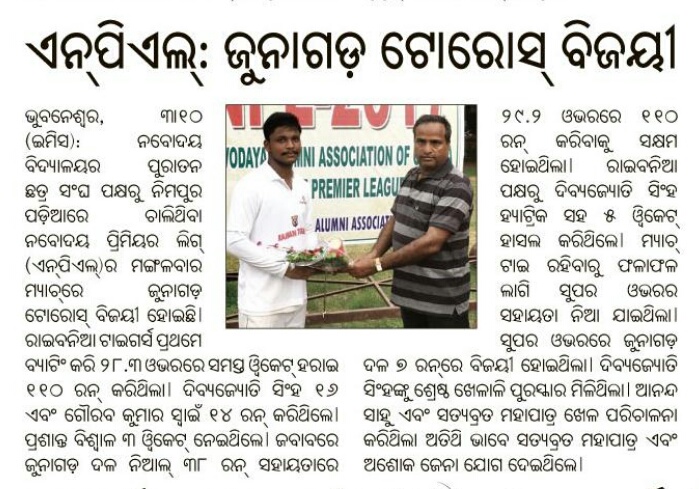 ଏନ୍‌ପିଏଲ୍: ଜୁନାଗଡ଼ ଟୋରୋସ୍ ବିଜୟୀ
ଭୁବନେଶ୍ୱର, ୩ା୧୦
(ଇମିସ): ନବୋଦୟ
ବିଦ୍ୟାଳୟର ପୁରାତନ
ଛତ୍ର ସଂଘ ପକ୍ଷରୁ ନିମପୁର
ପଡ଼ିଆରେ ଚାଲିଥିବା
ନବୋଦୟ ପ୍ରିମିୟର ଲିଗ୍
(ଏନ୍‌ପିଏଲ୍)ର ମଙ୍ଗଳବାର
ମ୍ୟାଚ୍‌ରେ ଜୁନାଗଡ଼
ଟୋରୋସ୍ ବିଜୟୀ ହୋଇଛି।
ରାଇବନିଆ ଟାଇଗର୍ସ ପ୍ରଥମେ
ବ୍ୟାଟିଂ କରି ୨୮.୩ ଓଭରରେ ସମସ୍ତ ୱିକେଟ୍ ହରାଇ
୧୧୦ ରନ୍ କରିଥିଲା। ଦିବ୍ୟଜ୍ୟୋତି ସିଂହ ୧୬
ଏବଂ ଗୌରବ କୁମାର ସ୍ୱାଇଁ ୧୪ ରନ୍ କରିଥିଲେ।
ପ୍ରଶାନ୍ତ ବିଶ୍ୱାଳ ୩ ୱିକେଟ୍ ନେଇଥିଲେ। ଜବାବରେ
ଜୁନାଗଡ଼ ଦଳ ନିଆଲ୍ ୩୮ ରନ୍ ସହାୟତାରେ
NPL-2017
VODAYA ALUMNI ASSOCIATION OF
PREMIER LEAGUE
ALUMNI ASSOCIAT
୨୯.୨ ଓଭରରେ ୧୧୦
ରନ୍ କରିବାକୁ ସକ୍ଷମ
ହୋଇଥିଲା। ରାଇବନିଆ
ପକ୍ଷରୁ ଦିବ୍ୟଜ୍ୟୋତି ସିଂହ
ହ୍ୟାଟ୍ରିକ ସହ ୫ ୱିକେଟ୍
ହାସଲ କରିଥିଲେ। ମ୍ୟାଚ୍
ଟାଇ ରହିବାରୁ ଫଳାଫଳ
ଲାଗି ସୁପର ଓଭରର
ସହାୟତା ନିଆ ଯାଇଥିଲା।
ସୁପର ଓଭରରେ ଜୁନାଗଡ଼
ଦଳ ୭ ରନ୍‌ରେ ବିଜୟୀ ହୋଇଥିଲା। ଦିବ୍ୟଜ୍ୟୋତି
ସିଂହଙ୍କୁ ଶ୍ରେଷ୍ଠ ଖେଳାଳି ପୁରସ୍କାର ମିଳିଥିଲା। ଆନନ୍ଦ
ସାହୁ ଏବଂ ସତ୍ୟବ୍ରତ ମହାପାତ୍ର ଖେଳ ପରିଚାଳନା
କରିଥିଲା ଅତିଥି ଭାବେ ସତ୍ୟବ୍ରତ ମହାପାତ୍ର ଏବଂ
ଅଶୋକ ଜେନା ଯୋଗ ଦେଇଥିଲେ।